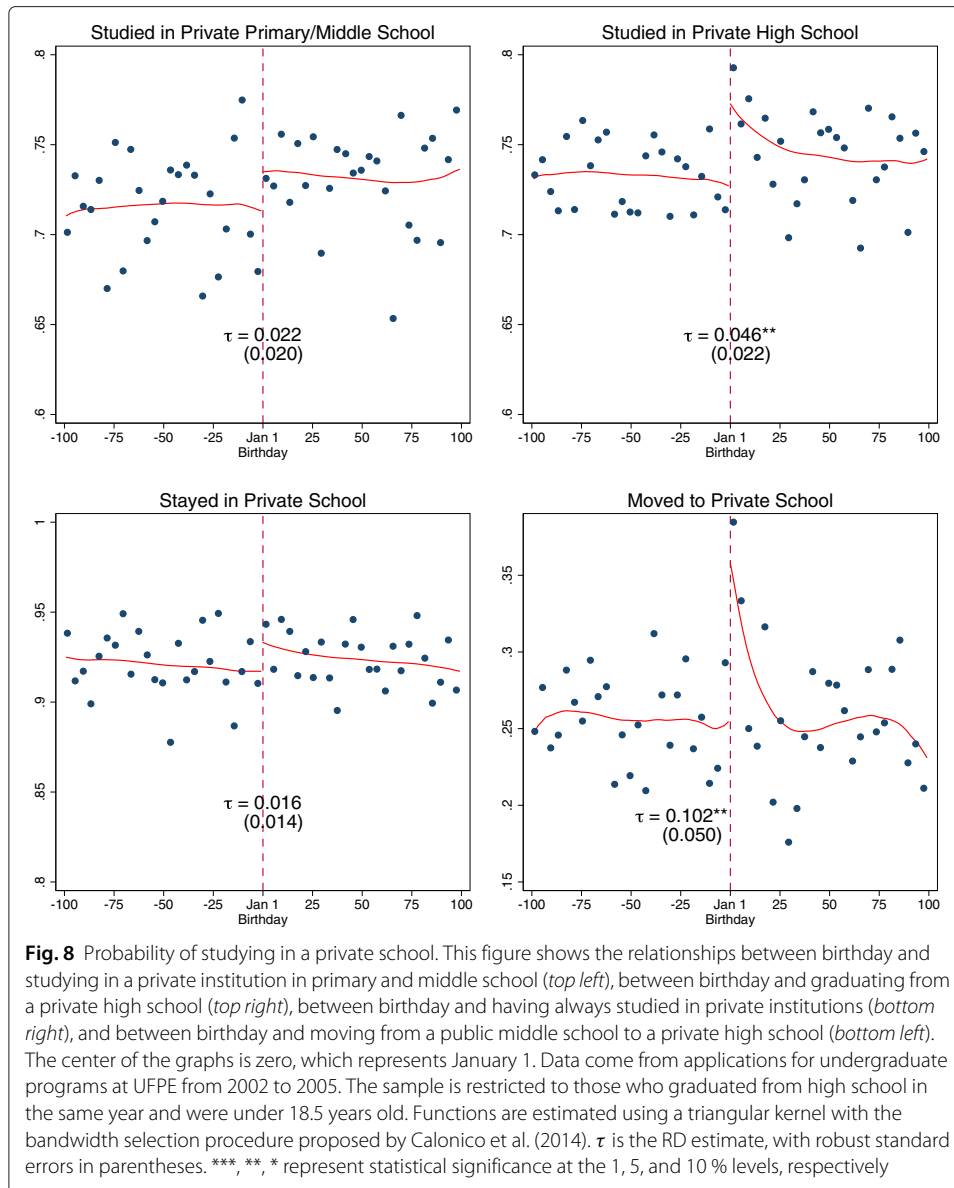 Studied in Private Primary/Middle School
Studied in Private High School
.8
.75
.7
.65
.6
τ = 0.022
(0.020)
-100 -75 -50 -25 Jan 1 25 50 75 100
Birthday
.8
.75
.7
.65
.6
τ = 0.046**
(0.022)
-100 -75 -50 -25 Jan 1 25 50 75 100
Birthday
Stayed in Private School
Moved to Private School
1
.95
.9
.85
.8
τ = 0.016
(0.014)
-100 -75 -50 -25 Jan 1 25 50 75 100
Birthday
.35
.3
.25
.2
.15
τ = 0.102**
(0.050)
-100 -75 -50 -25 Jan 1 25 50 75 100
Birthday
Fig. 8 Probability of studying in a private school. This figure shows the relationships between birthday and
studying in a private institution in primary and middle school (top left), between birthday and graduating from
a private high school (top right), between birthday and having always studied in private institutions (bottom
right), and between birthday and moving from a public middle school to a private high school (bottom left).
The center of the graphs is zero, which represents January 1. Data come from applications for undergraduate
programs at UFPE from 2002 to 2005. The sample is restricted to those who graduated from high school in
the same year and were under 18.5 years old. Functions are estimated using a triangular kernel with the
bandwidth selection procedure proposed by Calonico et al. (2014). τ is the RD estimate, with robust standard
errors in parentheses. ***, **, * represent statistical significance at the 1, 5, and 10 % levels, respectively